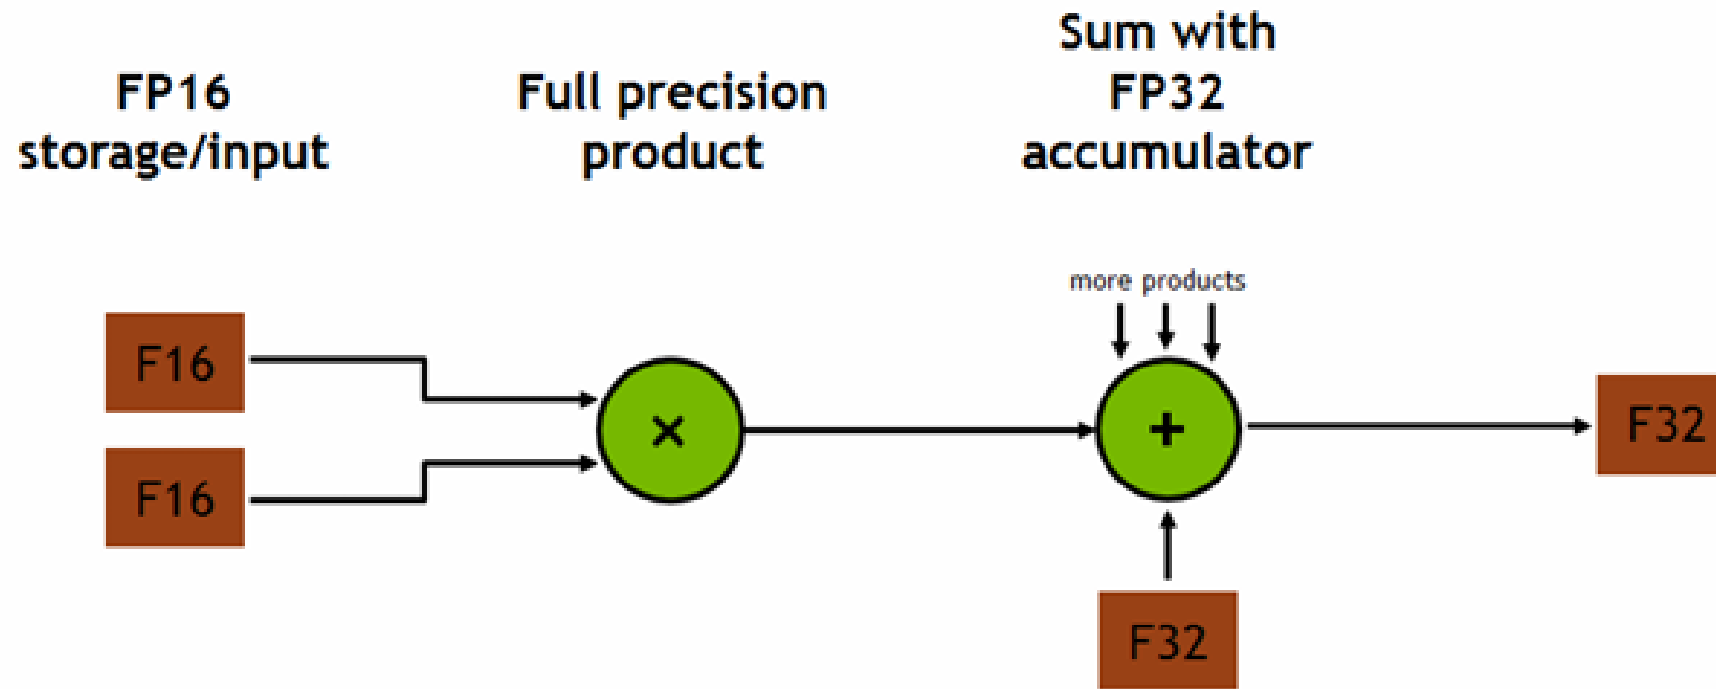 FP16
storage/input
Full precision
product
Sum with
FP32
accumulator
more products
F16
F16
×
+
F32
F32